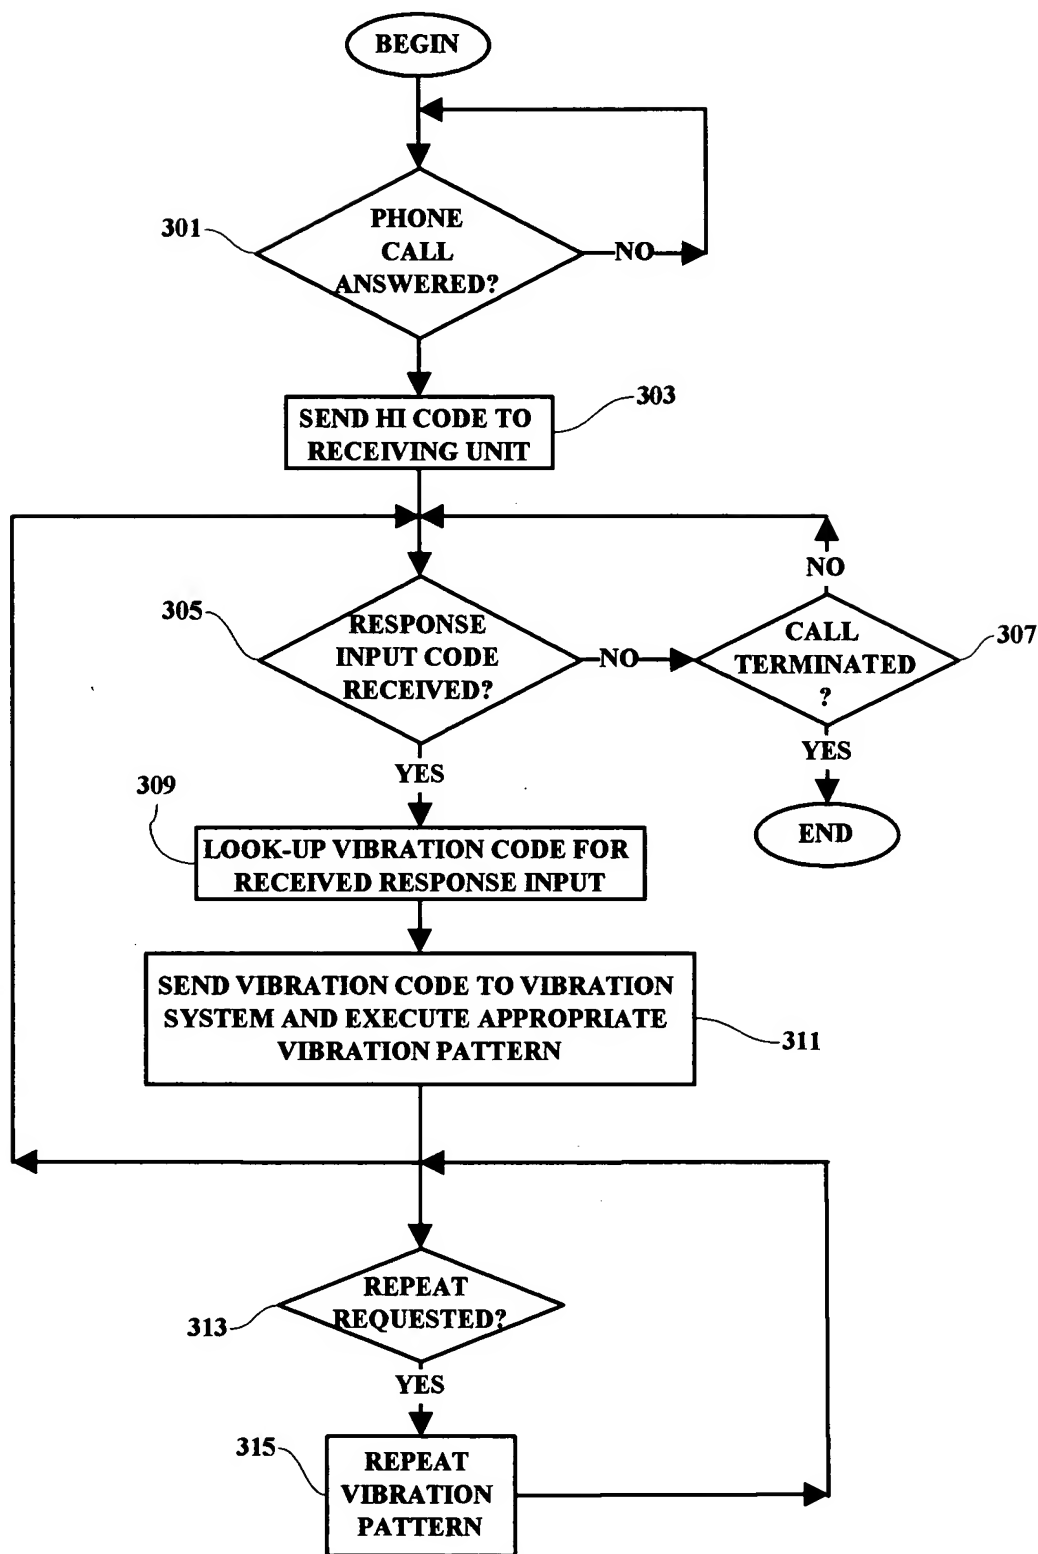 BEGIN
PHONE
CALL
ANSWERED?
301
NO
303
SEND HI CODE TO
RECEIVING UNIT
NO
305
RESPONSE
INPUT CODE
RECEIVED?
NO
CALL
TERMINATED
?
307
YES
YES
END
309
LOOK-UP VIBRATION CODE FOR
RECEIVED RESPONSE INPUT
SEND VIBRATION CODE TO VIBRATION
SYSTEM AND EXECUTE APPROPRIATE
VIBRATION PATTERN
311
REPEAT
REQUESTED?
313
YES
315
REPEAT
VIBRATION
PATTERN